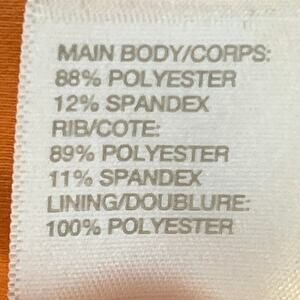 MAIN BODY/CORPS:
88% POLYESTER
12% SPANDEX
RIB/COTE:
89% POLYESTER
11% SPANDEX
LINING/DOUBLURE:
100% POLYESTER